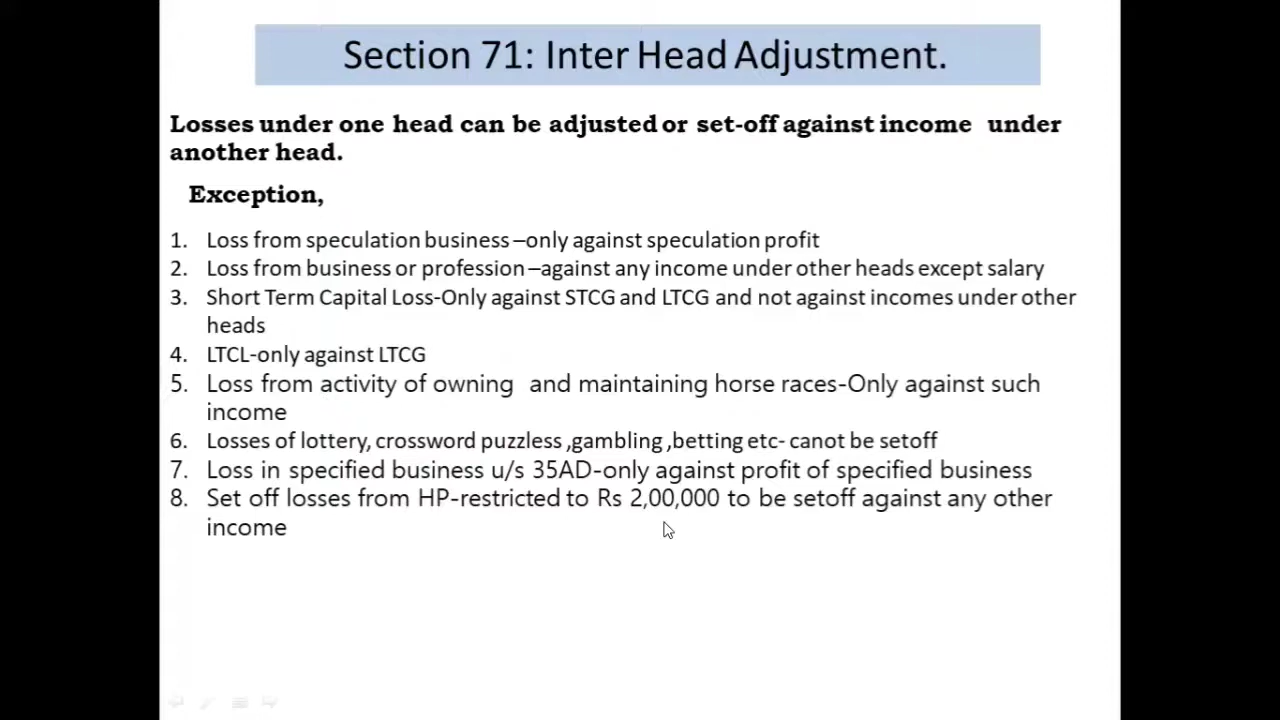 Section 71: Inter Head Adjustment.
Losses under one head can be adjusted or set-off against income under
another head.
Exception,
1. Loss from speculation business –only against speculation profit
2. Loss from business or profession –against any income under other heads except salary
3. Short Term Capital Loss-Only against STCG and LTCG and not against incomes under other
heads
4. LTCL-only against LTCG
5. Loss from activity of owning and maintaining horse races-Only against such
income
6. Losses of lottery, crossword puzzless ,gambling ,betting etc- canot be setoff
7. Loss in specified business u/s 35AD-only against profit of specified business
8. Set off losses from HP-restricted to Rs 2,00,000 to be setoff against any other
income